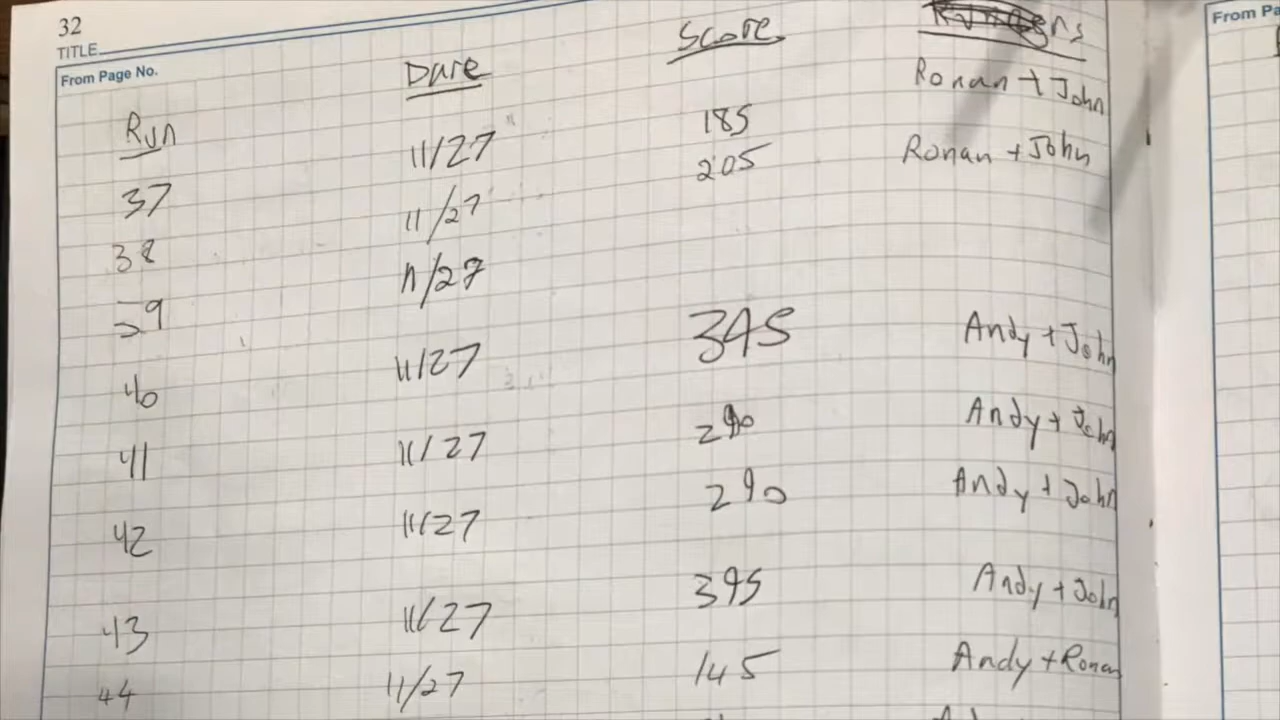 32
TITLE
From Page No.
From Pa
Run Date Score
37 11/27 185 Ronan + John
38 11/27 205 Ronan + John
39 11/27
40 11/27 395 Andy + John
41 11/27 290 Andy + John
42 11/27 290 Andy + John
43 11/27 395 Andy + John
44 11/27 145 Andy + Ronan